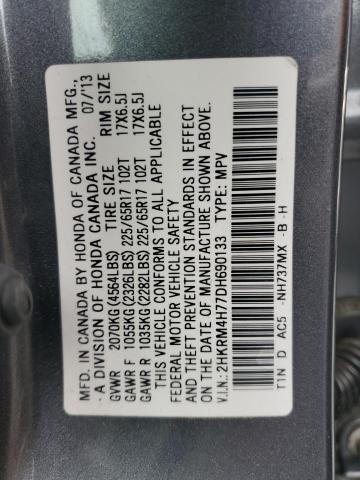 MFD. IN CANADA BY HONDA OF CANADA MFG.,
A DIVISION OF HONDA CANADA INC. 07/13
GVWR 2070KG(4564LBS) TIRE SIZE RIM SIZE
GAWR F 1055KG(2326LBS)225/65R17 102T 17X6.5J
GAWR R 1035KG(2282LBS)225/65R17 102T 17X6.5J
THIS VEHICLE CONFORMS TO ALL APPLICABLE
FEDERAL MOTOR VEHICLE SAFETY
AND THEFT PREVENTION STANDARDS IN EFFECT
ON THE DATE OF MANUFACTURE SHOWN ABOVE.
V.I.N.: 2HKRM4H77DH690133 TYPE: MPV
T1N D AC5 -NH737MX -B -H